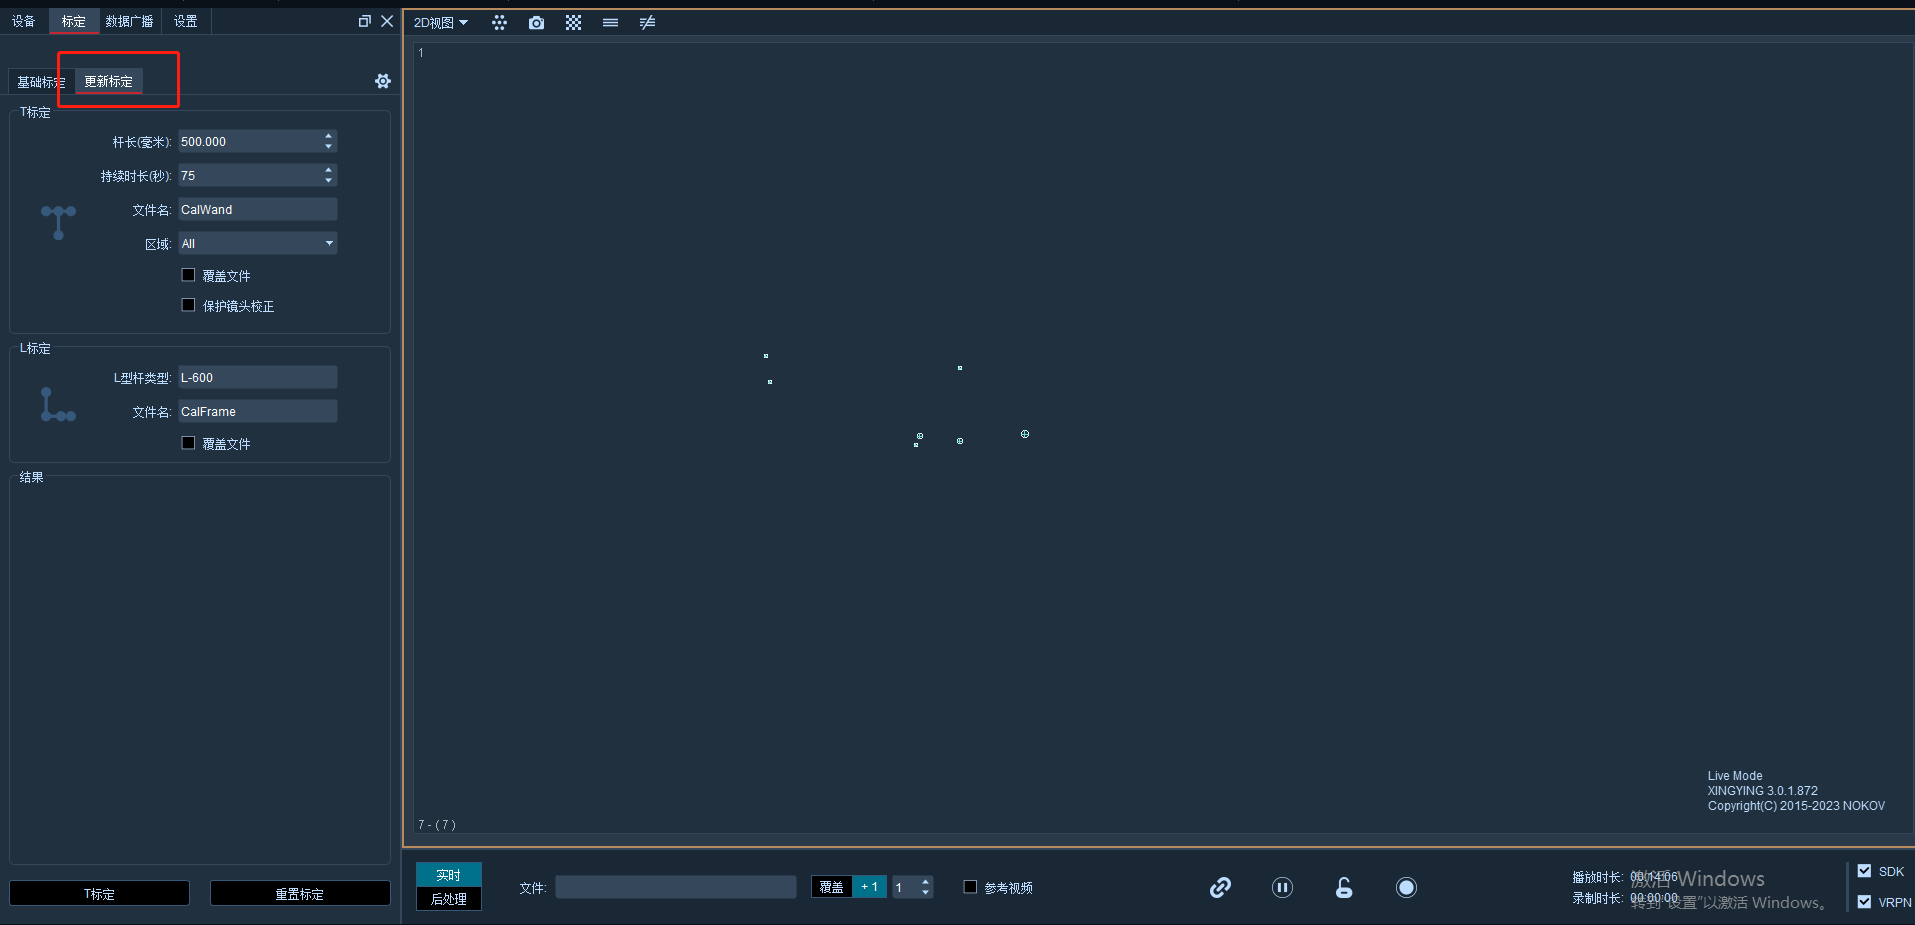 设备 标定 数据广播 设置
基础标定 更新标定
T标定
杆长(毫米): 500.000
持续时长(秒): 75
文件名: CalWand
区域: All
覆盖文件
保护镜头校正
L标定
L型杆类型: L-600
文件名: CalFrame
覆盖文件
结果
T标定 重置标定
2D视图
1
Live Mode
XINGYING 3.0.1.872
Copyright(C) 2015-2023 NOKOV
7 - ( 7 )
实时
后处理
文件: 覆盖 + 1 1 参考视频
播放时长: 00:14:06
录制时长: 00:00:00
激活 Windows
转到"设置"以激活 Windows。
SDK
VRPN